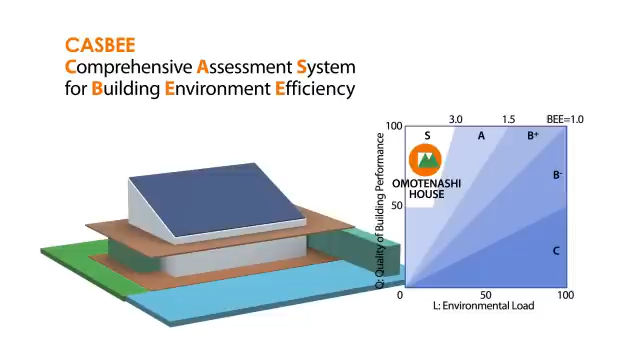 CASBEE
Comprehensive Assessment System
for Building Environment Efficiency
3.0 1.5 BEE=1.0
100
S A B+
OMOTENASHI
HOUSE
B-
50
C
Q: Quality of Building Performance
0 50 100
L: Environmental Load